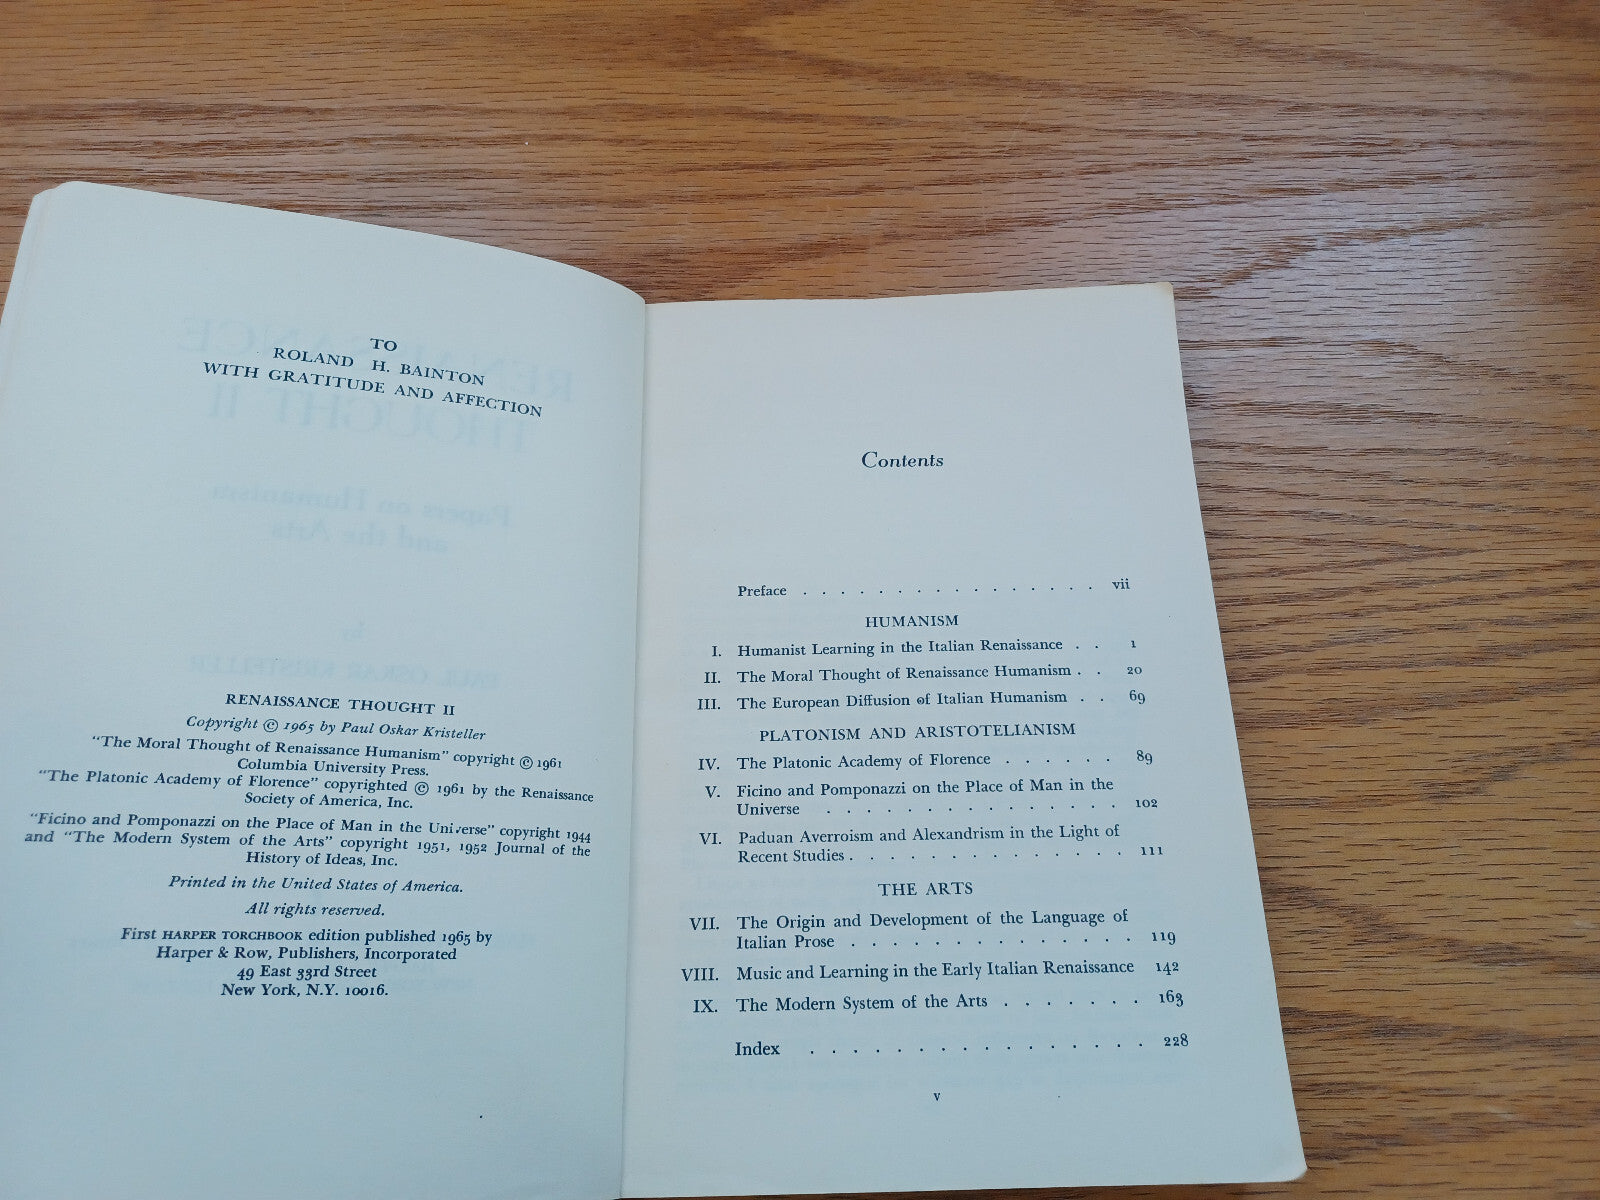 TO
ROLAND H. BAINTON
WITH GRATITUDE AND AFFECTION
RENAISSANCE THOUGHT II
Copyright © 1965 by Paul Oskar Kristeller
"The Moral Thought of Renaissance Humanism" copyright © 1961
Columbia University Press.
"The Platonic Academy of Florence" copyrighted © 1961 by the Renaissance
Society of America, Inc.
"Ficino and Pomponazzi on the Place of Man in the Universe" copyright 1944
and "The Modern System of the Arts" copyright 1951, 1952 Journal of the
History of Ideas, Inc.
Printed in the United States of America.
All rights reserved.
First HARPER TORCHBOOK edition published 1965 by
Harper & Row, Publishers, Incorporated
49 East 33rd Street
New York, N.Y. 10016.
Contents
Preface . . . . . . . . . . . . . . . . vii
HUMANISM
I. Humanist Learning in the Italian Renaissance . . 1
II. The Moral Thought of Renaissance Humanism . . 20
III. The European Diffusion of Italian Humanism . . 69
PLATONISM AND ARISTOTELIANISM
IV. The Platonic Academy of Florence . . . . . . 89
V. Ficino and Pomponazzi on the Place of Man in the
Universe . . . . . . . . . . . . . . 102
VI. Paduan Averroism and Alexandrism in the Light of
Recent Studies . . . . . . . . . . . . . 111
THE ARTS
VII. The Origin and Development of the Language of
Italian Prose . . . . . . . . . . . . . 119
VIII. Music and Learning in the Early Italian Renaissance 142
IX. The Modern System of the Arts . . . . . . . 163
Index . . . . . . . . . . . . . . . . 228
v